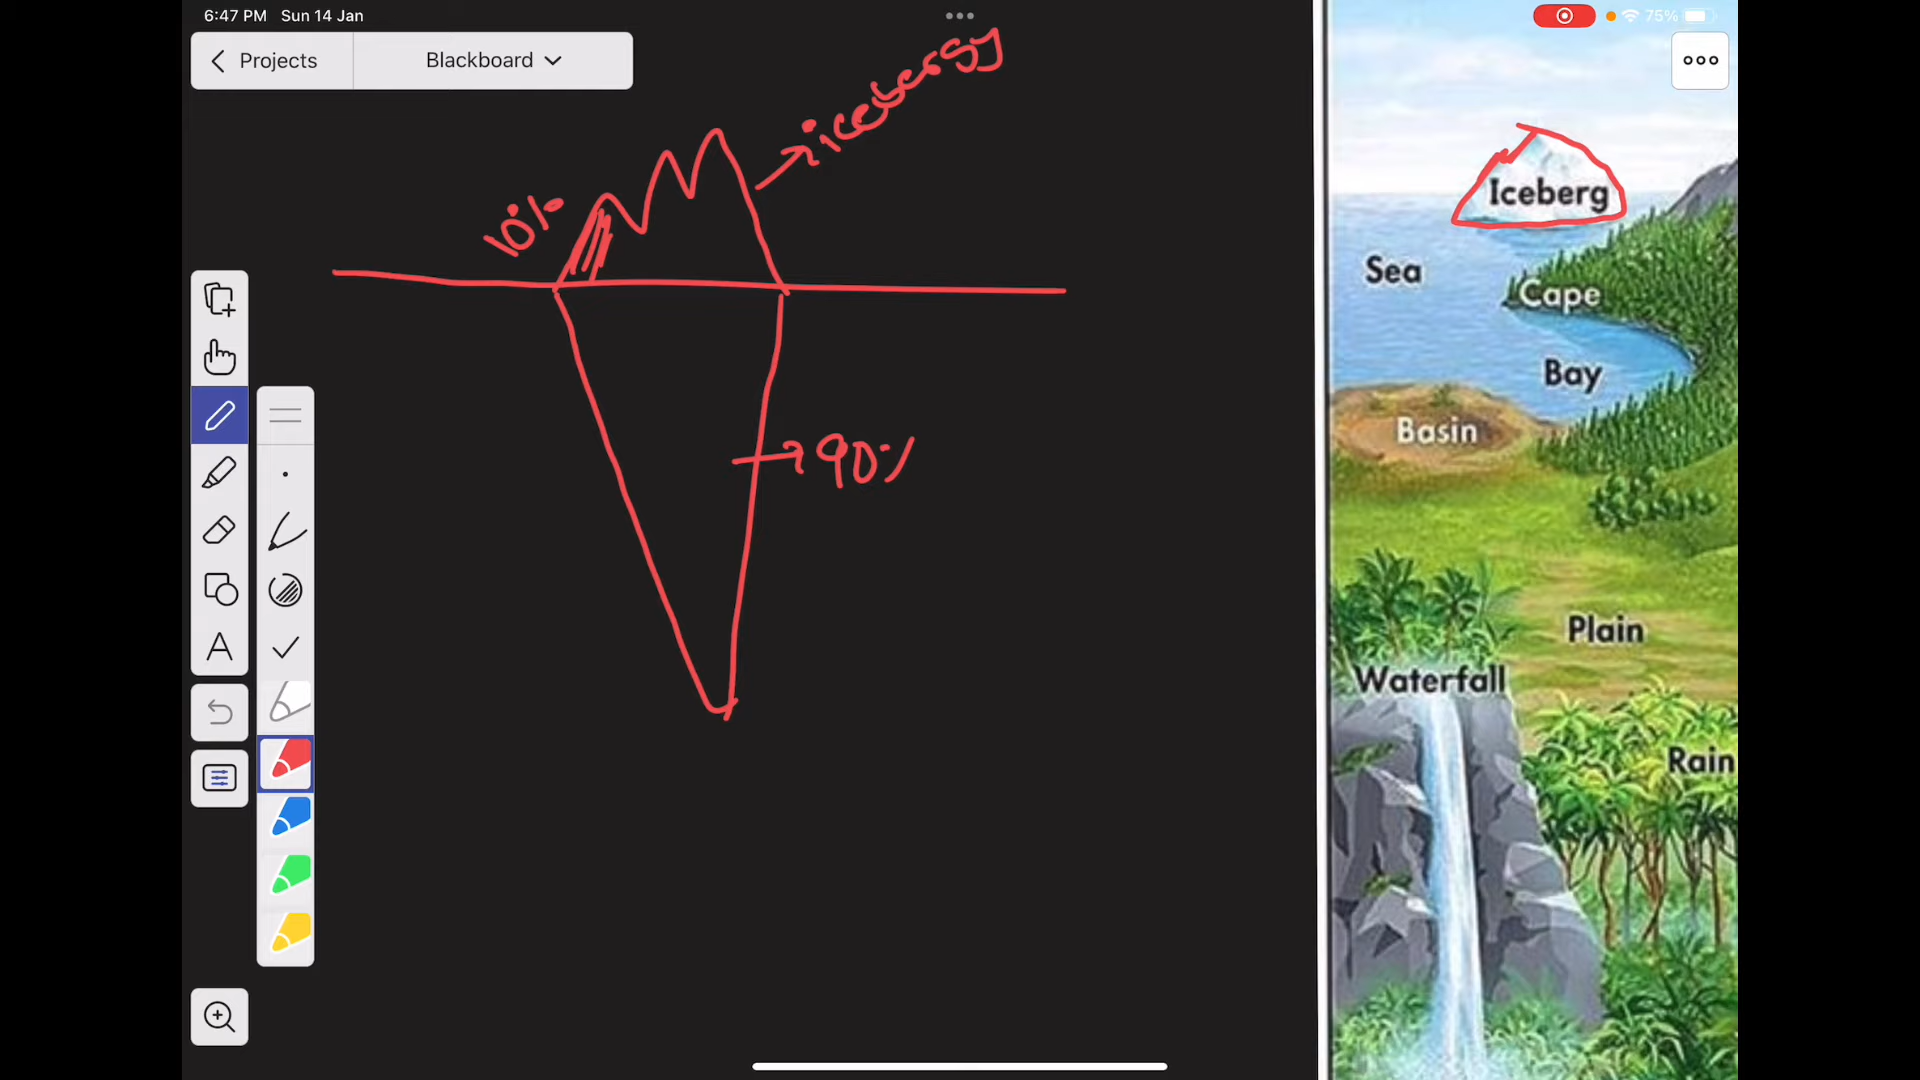 6:47 PM Sun 14 Jan
75%
Projects
Blackboard
icebergy
10%
90%
Iceberg
Sea
Cape
Bay
Basin
Plain
Waterfall
Rain